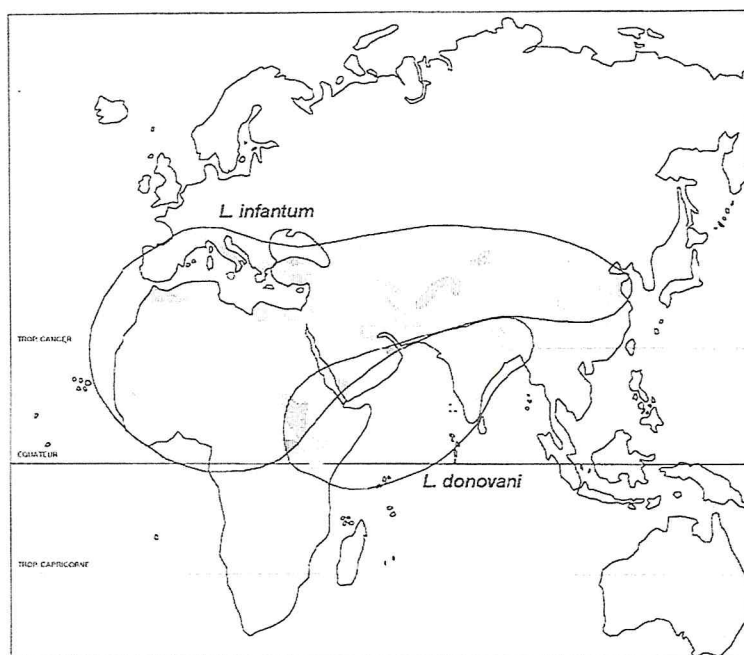 L. infantum
TROP. CANCER
EQUATEUR
L. donovani
TROP. CAPRICORNE